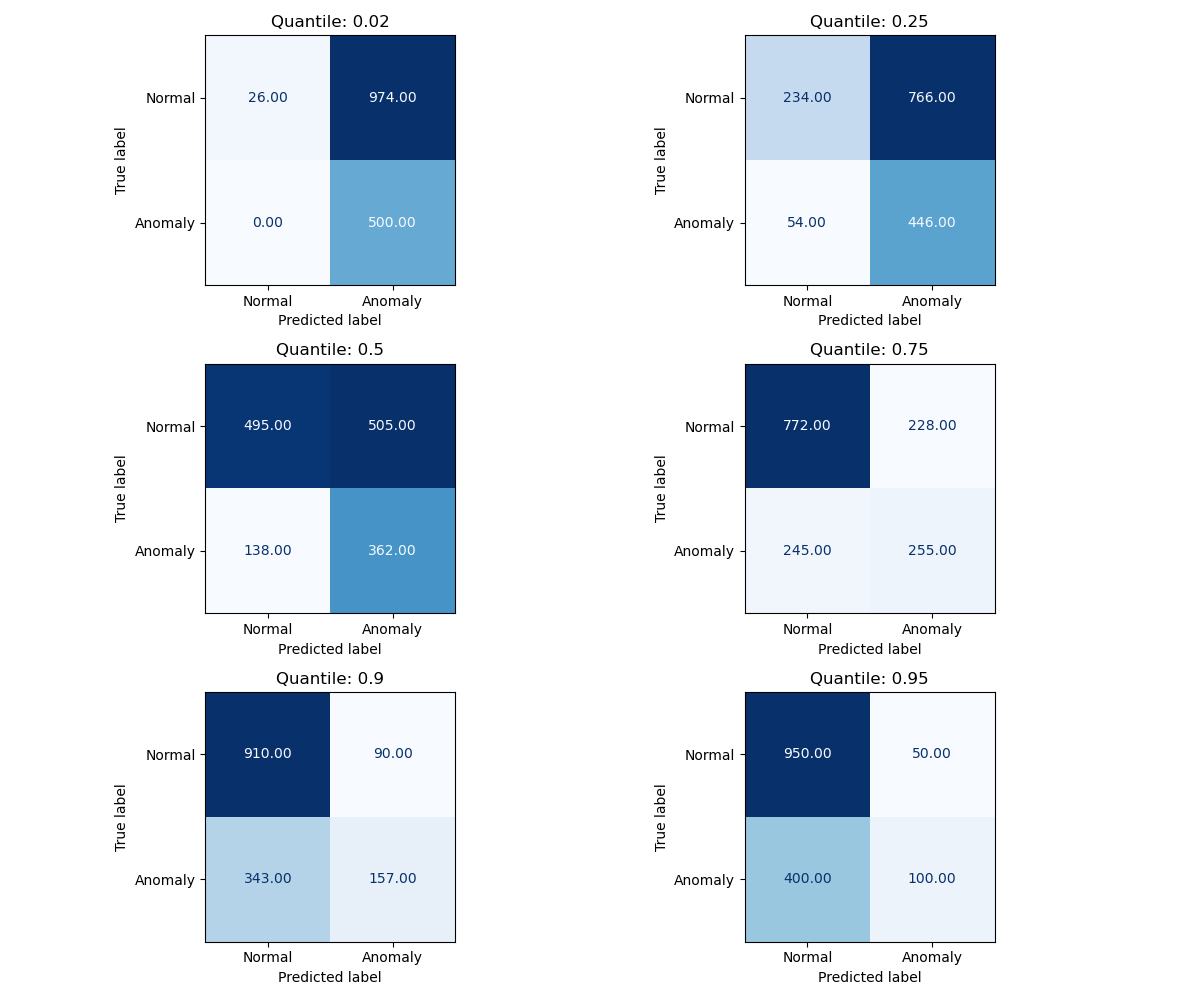 Quantile: 0.02
Normal
26.00
974.00
True label
Anomaly
0.00
500.00
Normal
Anomaly
Predicted label
Quantile: 0.25
Normal
234.00
766.00
True label
Anomaly
54.00
446.00
Normal
Anomaly
Predicted label
Quantile: 0.5
Normal
495.00
505.00
True label
Anomaly
138.00
362.00
Normal
Anomaly
Predicted label
Quantile: 0.75
Normal
772.00
228.00
True label
Anomaly
245.00
255.00
Normal
Anomaly
Predicted label
Quantile: 0.9
Normal
910.00
90.00
True label
Anomaly
343.00
157.00
Normal
Anomaly
Predicted label
Quantile: 0.95
Normal
950.00
50.00
True label
Anomaly
400.00
100.00
Normal
Anomaly
Predicted label